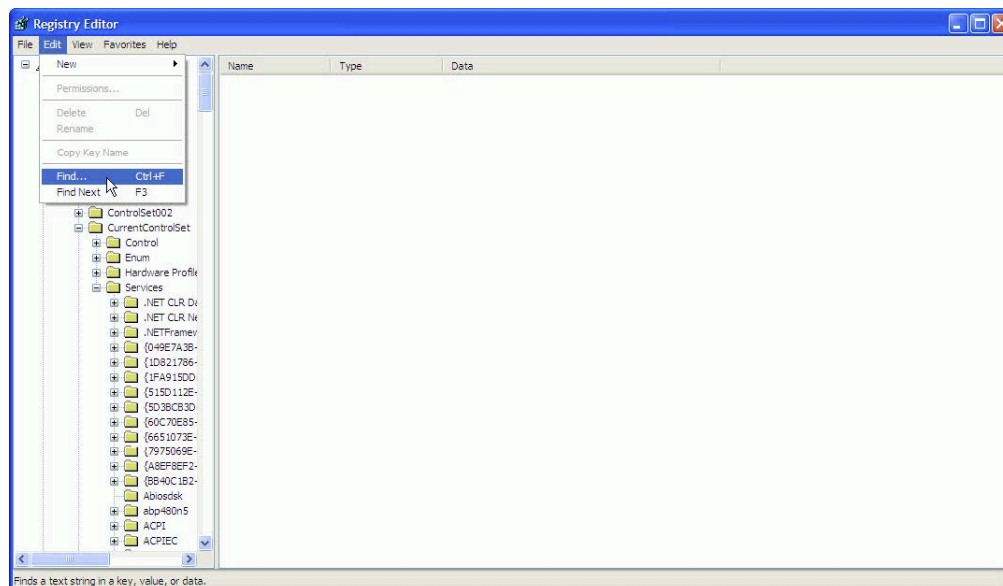 Registry Editor
File Edit View Favorites Help
New
Permissions...
Delete Del
Rename
Copy Key Name
Find... Ctrl+F
Find Next F3
Name Type Data
ControlSet002
CurrentControlSet
Control
Enum
Hardware Profile
Services
.NET CLR Da
.NET CLR Ne
.NETFramew
{049E7A3B-
{1D821786-
{1FA915DD
{515D112E-
{5D3BCB3D
{60C70E85-
{6651073E-
{7975069E-
{A8EF8EF2-
{BB40C1B2-
Abiosdsk
abp480n5
ACPI
ACPIEC
Finds a text string in a key, value, or data.